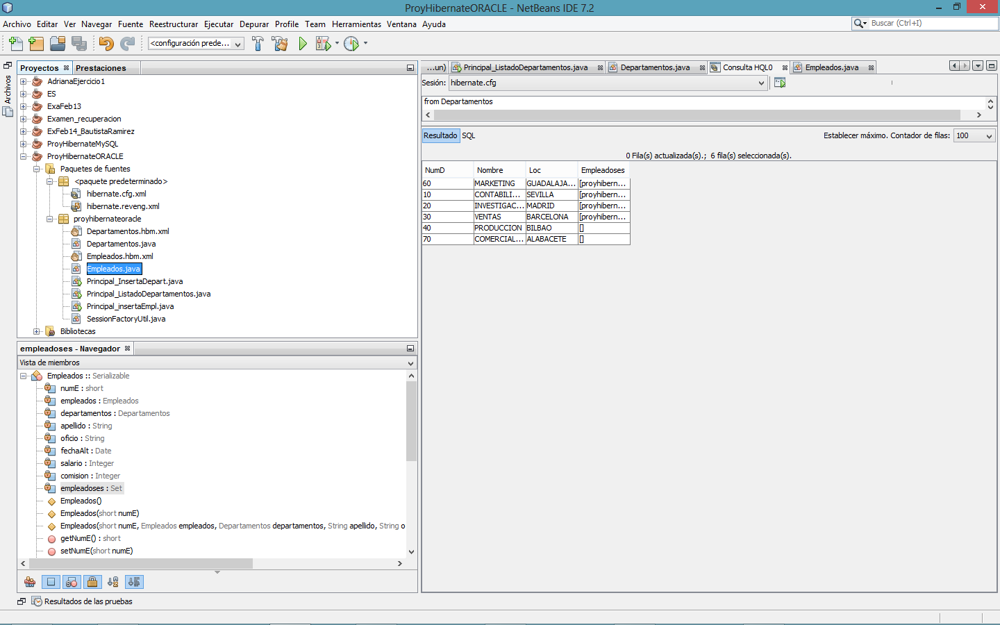 ProyHibernateORACLE - NetBeans IDE 7.2
Archivo Editar Ver Navegar Fuente Reestructurar Ejecutar Depurar Profile Team Herramientas Ventana Ayuda
Buscar (Ctrl+I)
<configuración prede...
Archivos
Proyectos Prestaciones
AdrianaEjercicio1
ES
ExaFeb13
Examen_recuperacion
ExFeb14_BautistaRamirez
ProyHibernateMySQL
ProyHibernateORACLE
Paquetes de fuentes
<paquete predeterminado>
hibernate.cfg.xml
hibernate.reveng.xml
proyhibernateoracle
Departamentos.hbm.xml
Departamentos.java
Empleados.hbm.xml
Empleados.java
Principal_InsertaDepart.java
Principal_ListadoDepartamentos.java
Principal_insertaEmpl.java
SessionFactoryUtil.java
Bibliotecas
empleadoses - Navegador
Vista de miembros
Empleados :: Serializable
numE : short
empleados : Empleados
departamentos : Departamentos
apellido : String
oficio : String
fechaAlt : Date
salario : Integer
comision : Integer
empleadoses : Set
Empleados()
Empleados(short numE)
Empleados(short numE, Empleados empleados, Departamentos departamentos, String apellido, String o
getNumE() : short
setNumE(short numE)
Resultados de las pruebas
...un) Principal_ListadoDepartamentos.java Departamentos.java Consulta HQL0 Empleados.java
Sesión: hibernate.cfg
from Departamentos
Resultado SQL Establecer máximo. Contador de filas: 100
0 Fila(s) actualizada(s).; 6 fila(s) seleccionada(s).
NumD Nombre Loc Empleadoses
60 MARKETING GUADALAJA... [proyhibern...
10 CONTABILI... SEVILLA [proyhibern...
20 INVESTIGAC... MADRID [proyhibern...
30 VENTAS BARCELONA [proyhibern...
40 PRODUCCION BILBAO []
70 COMERCIAL... ALABACETE []